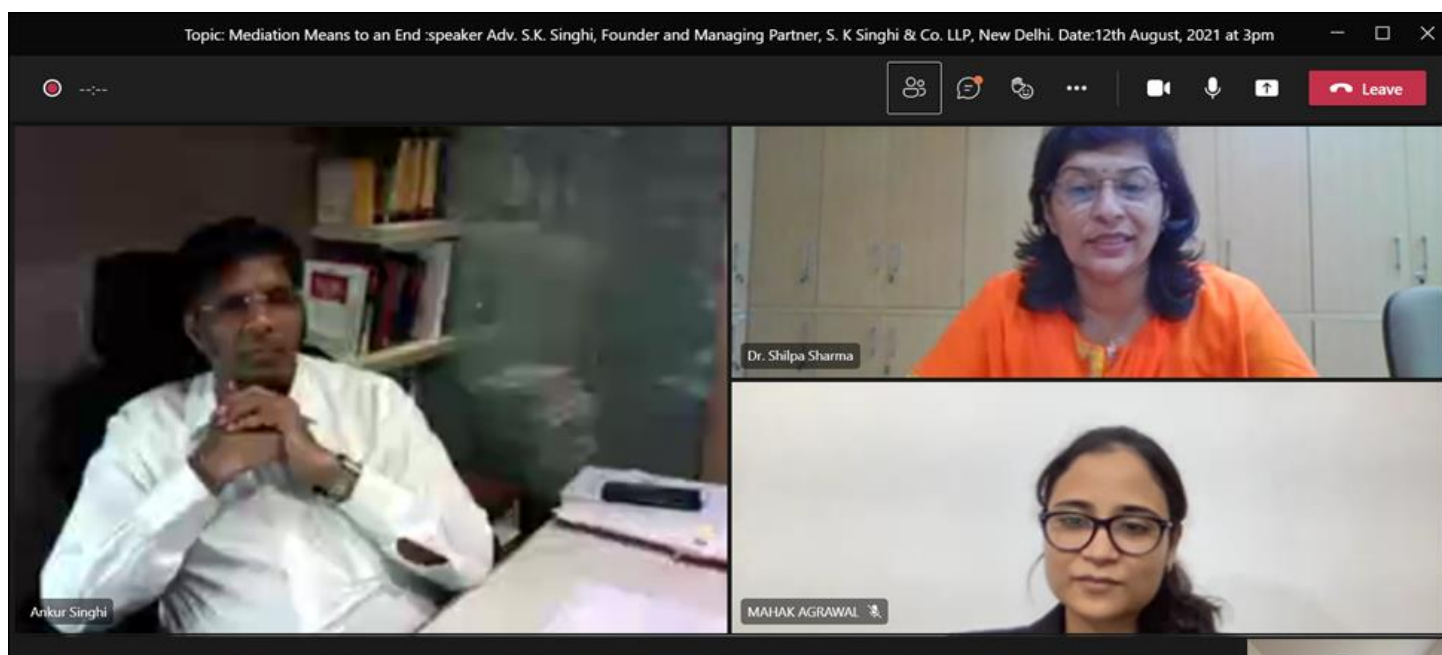 Topic: Mediation Means to an End :speaker Adv. S.K. Singhi, Founder and Managing Partner, S. K Singhi & Co. LLP, New Delhi. Date:12th August, 2021 at 3pm
--:--
Leave
Dr. Shilpa Sharma
Ankur Singhi
MAHAK AGRAWAL